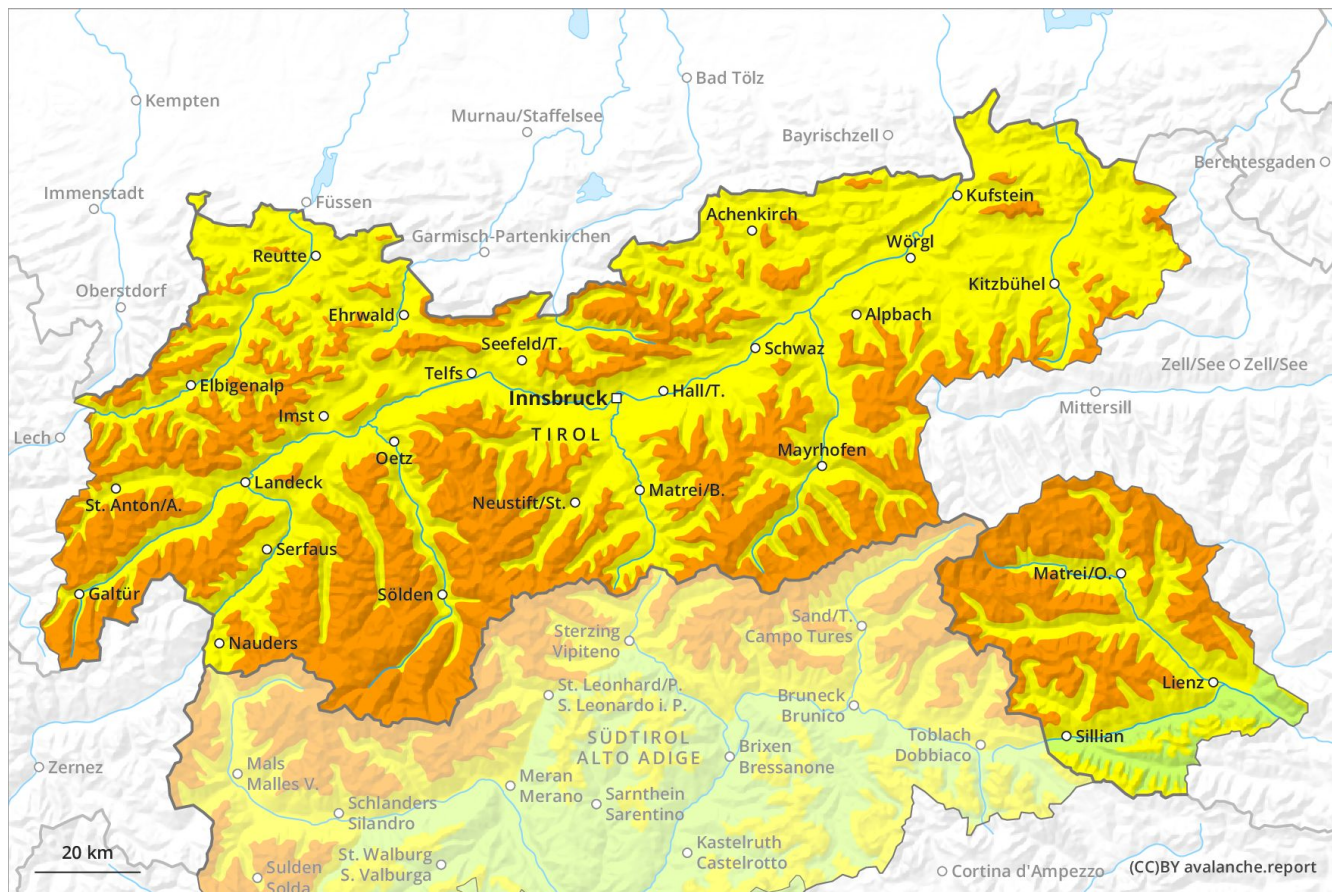 Kempten
Bad Tölz
Murnau/Staffelsee
Bayrischzell
Berchtesgaden
Immenstadt
Füssen
Kufstein
Achenkirch
Garmisch-Partenkirchen
Wörgl
Reutte
Kitzbühel
Oberstdorf
Ehrwald
Alpbach
Seefeld/T.
Schwaz
Zell/See
Zell/See
Telfs
Elbigenalp
Hall/T.
Innsbruck
Mittersill
Imst
TIROL
Lech
Oetz
Mayrhofen
Landeck
Matrei/B.
St. Anton/A.
Neustift/St.
Serfaus
Matrei/O.
Galtür
Sölden
Sand/T.
Campo Tures
Sterzing
Vipiteno
Nauders
Lienz
St. Leonhard/P.
S. Leonardo i. P.
Bruneck
Brunico
SÜDTIROL
ALTO ADIGE
Toblach
Dobbiaco
Sillian
Brixen
Bressanone
Zernez
Mals
Malles V.
Meran
Merano
Sarnthein
Sarentino
Schlanders
Silandro
Kastelruth
Castelrotto
20 km
St. Walburg
S. Valburga
Sulden
Solda
Cortina d'Ampezzo
(CC)BY avalanche.report